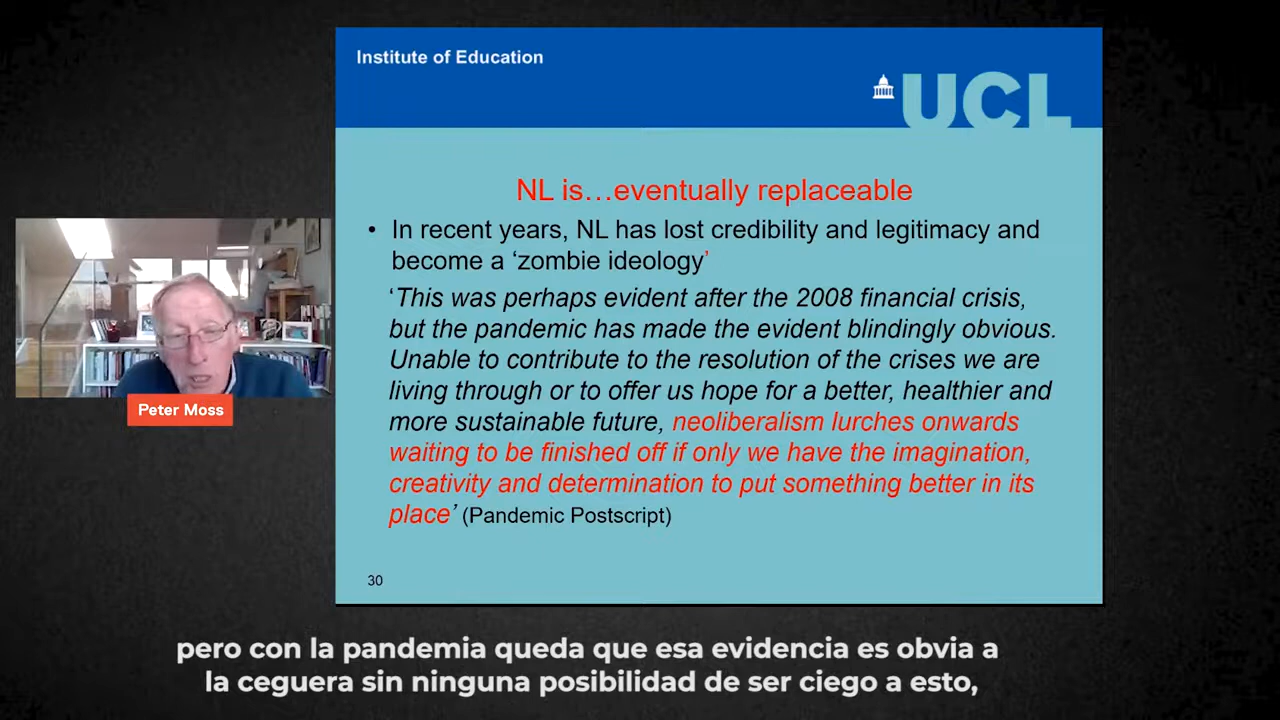 Institute of Education
UCL
NL is…eventually replaceable
• In recent years, NL has lost credibility and legitimacy and
become a ‘zombie ideology’
‘This was perhaps evident after the 2008 financial crisis,
but the pandemic has made the evident blindingly obvious.
Unable to contribute to the resolution of the crises we are
living through or to offer us hope for a better, healthier and
more sustainable future, neoliberalism lurches onwards
waiting to be finished off if only we have the imagination,
creativity and determination to put something better in its
place’ (Pandemic Postscript)
30
Peter Moss
pero con la pandemia queda que esa evidencia es obvia a
la ceguera sin ninguna posibilidad de ser ciego a esto,